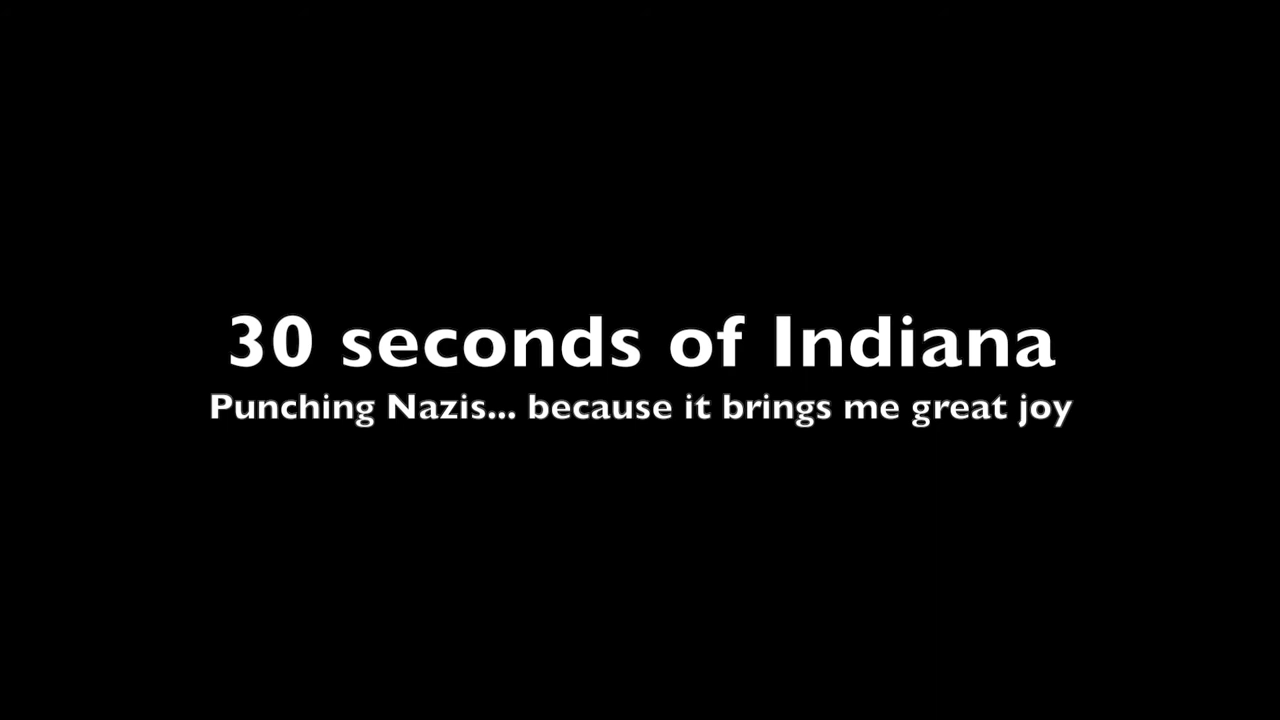 30 seconds of Indiana
Punching Nazis... because it brings me great joy